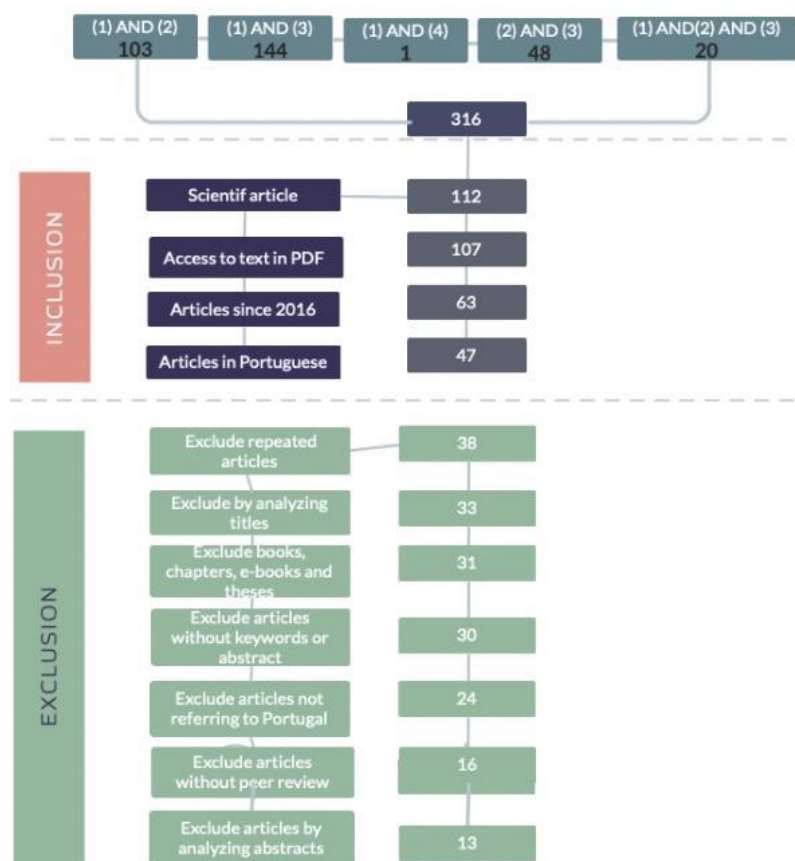 (1) AND (2)
103
(1) AND (3)
144
(1) AND (4)
1
(2) AND (3)
48
(1) AND(2) AND (3)
20
316
INCLUSION
Scientif article
112
Access to text in PDF
107
Articles since 2016
63
Articles in Portuguese
47
EXCLUSION
Exclude repeated
articles
38
Exclude by analyzing
titles
33
Exclude books,
chapters, e-books and
theses
31
Exclude articles
without keywords or
abstract
30
Exclude articles not
referring to Portugal
24
Exclude articles
without peer review
16
Exclude articles by
analyzing abstracts
13